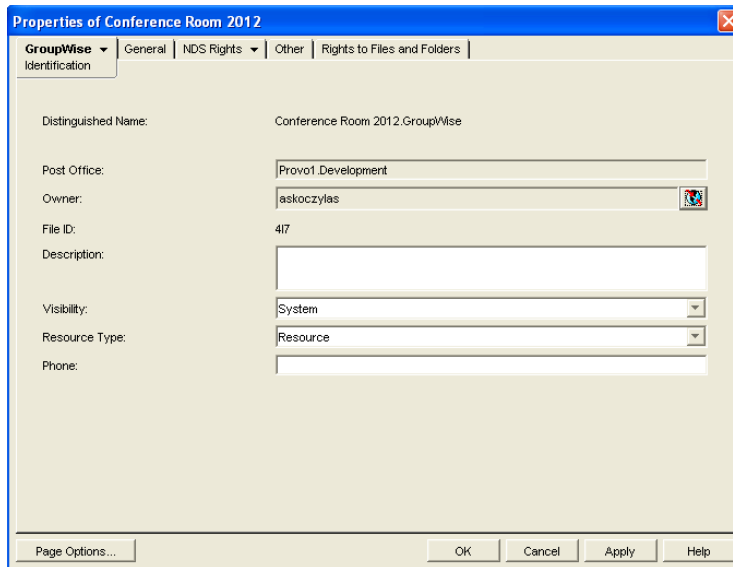 Properties of Conference Room 2012
GroupWise General NDS Rights Other Rights to Files and Folders
Identification
Distinguished Name: Conference Room 2012.GroupWise
Post Office: Provo1.Development
Owner: askoczylas
File ID: 4I7
Description:
Visibility: System
Resource Type: Resource
Phone:
Page Options... OK Cancel Apply Help